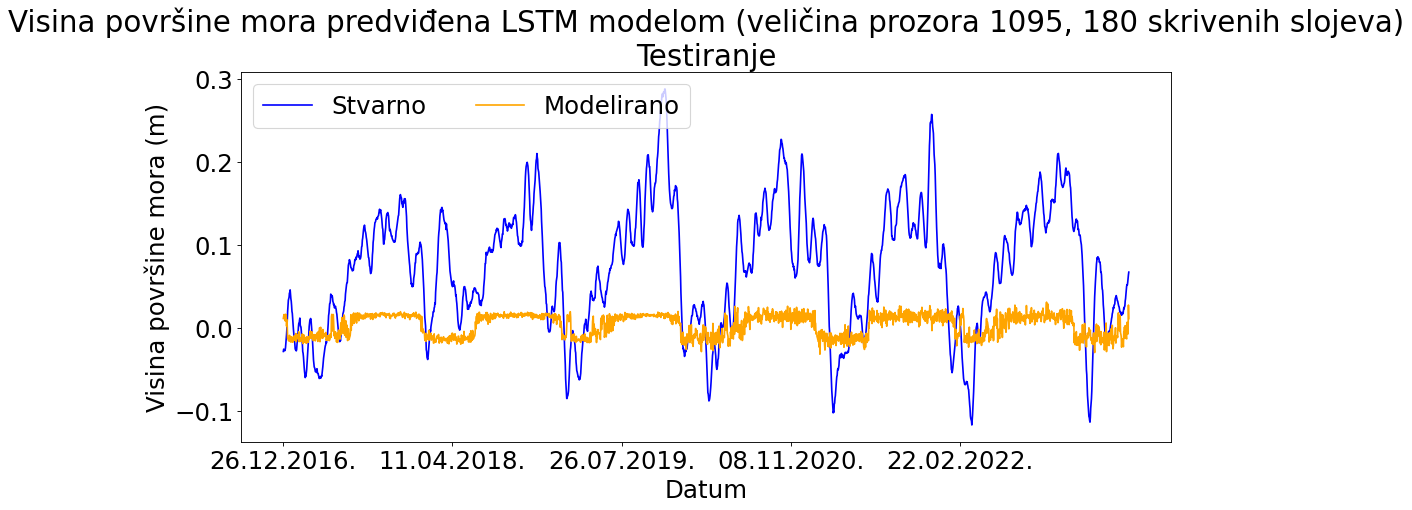 Visina površine mora predviđena LSTM modelom (veličina prozora 1095, 180 skrivenih slojeva)
Testiranje
Stvarno Modelirano
Visina površine mora (m)
0.3
0.2
0.1
0.0
−0.1
26.12.2016. 11.04.2018. 26.07.2019. 08.11.2020. 22.02.2022.
Datum